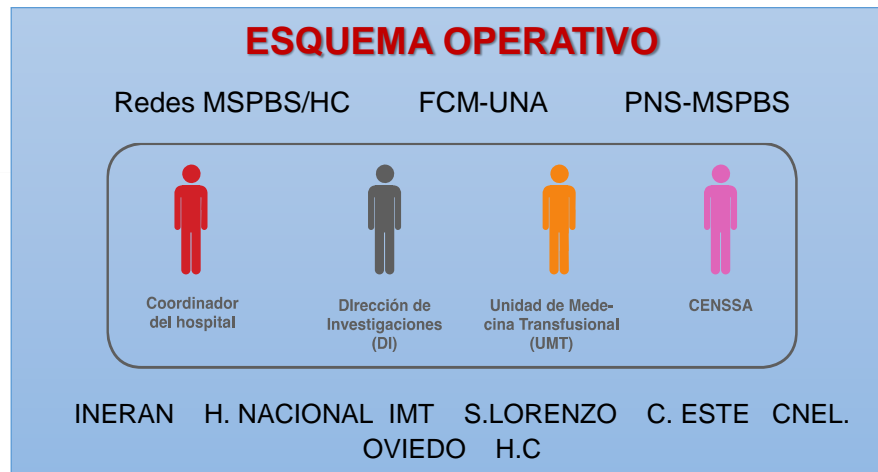 ESQUEMA OPERATIVO
Redes MSPBS/HC FCM-UNA PNS-MSPBS
Coordinador
del hospital
DIrección de
Investigaciones
(DI)
Unidad de Mede-
cina Transfusional
(UMT)
CENSSA
INERAN H. NACIONAL IMT S.LORENZO C. ESTE CNEL.
OVIEDO H.C